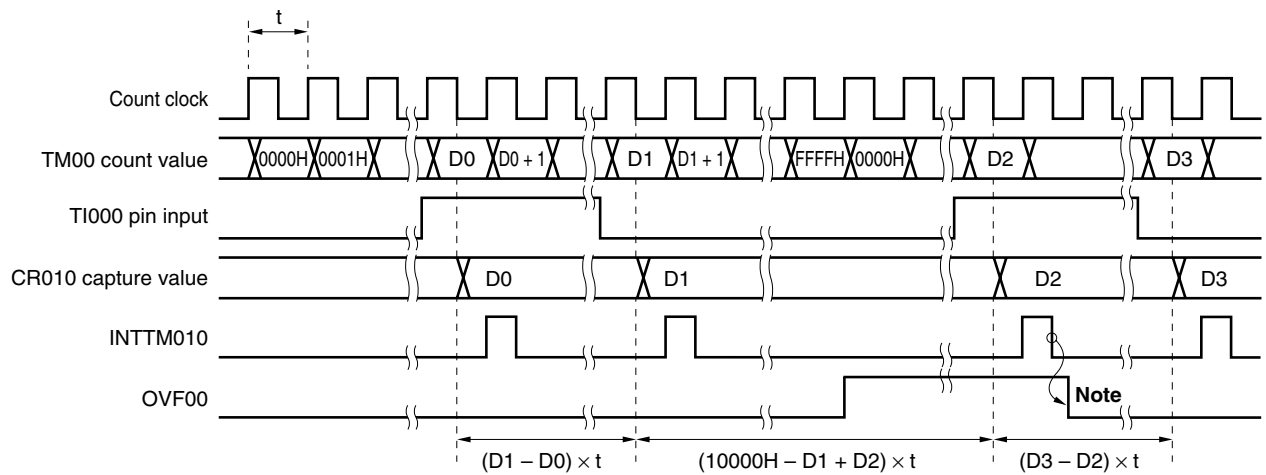 t
Count clock
TM00 count value 0000H 0001H D0 D0 + 1 D1 D1 + 1 FFFFH 0000H D2 D3
TI000 pin input
CR010 capture value D0 D1 D2 D3
INTTM010
OVF00 Note
(D1 – D0) × t (10000H – D1 + D2) × t (D3 – D2) × t